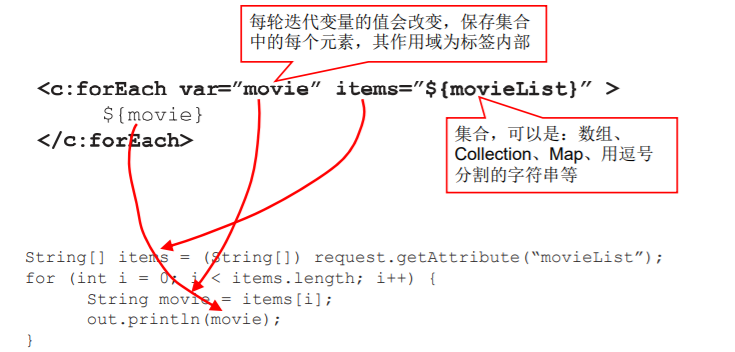 每轮迭代变量的值会改变，保存集合
中的每个元素，其作用域为标签内部
<c:forEach var=″movie″ items=″${movieList}″ >
${movie}
</c:forEach>
集合，可以是：数组、
Collection、Map、用逗号
分割的字符串等
String[] items = (String[]) request.getAttribute(“movieList”);
for (int i = 0; i < items.length; i++) {
String movie = items[i];
out.println(movie);
}